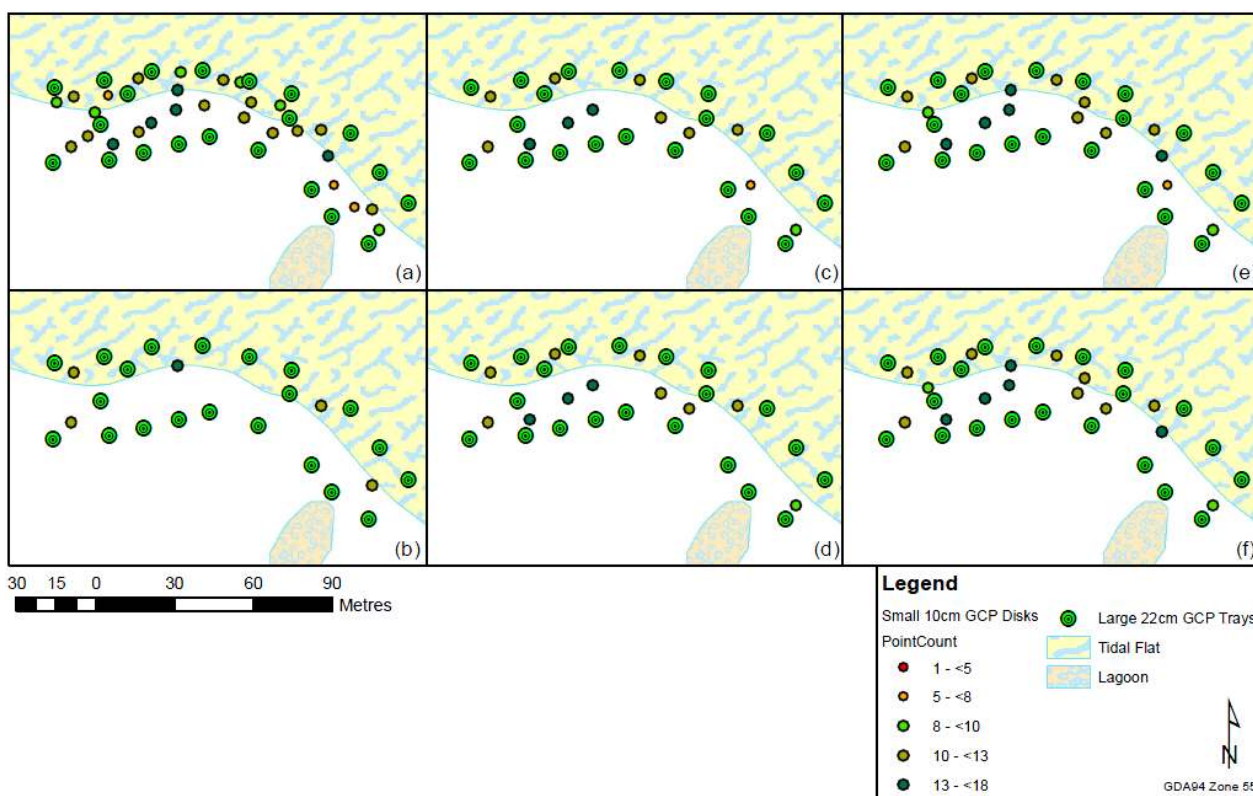 (a)
(c)
(e)
(b)
(d)
(f)
30 15 0 30 60 90
Metres
Legend
Small 10cm GCP Disks
PointCount
1 - <5
5 - <8
8 - <10
10 - <13
13 - <18
Large 22cm GCP Trays
Tidal Flat
Lagoon
N
GDA94 Zone 55